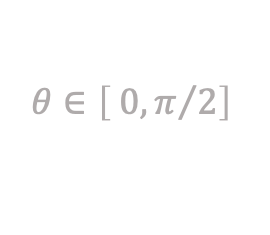 θ ∈ [ 0, π/2]